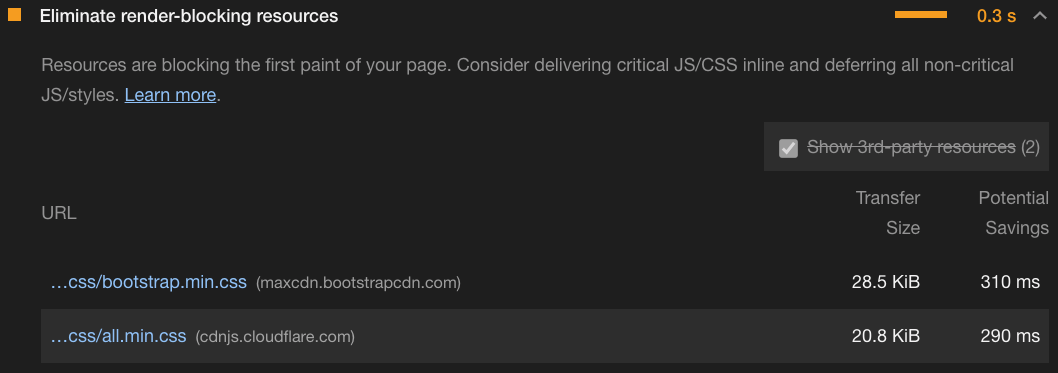 Eliminate render-blocking resources 0.3 s
Resources are blocking the first paint of your page. Consider delivering critical JS/CSS inline and deferring all non-critical
JS/styles. Learn more.
Show 3rd-party resources (2)
URL Transfer Size Potential Savings
…css/bootstrap.min.css (maxcdn.bootstrapcdn.com) 28.5 KiB 310 ms
…css/all.min.css (cdnjs.cloudflare.com) 20.8 KiB 290 ms